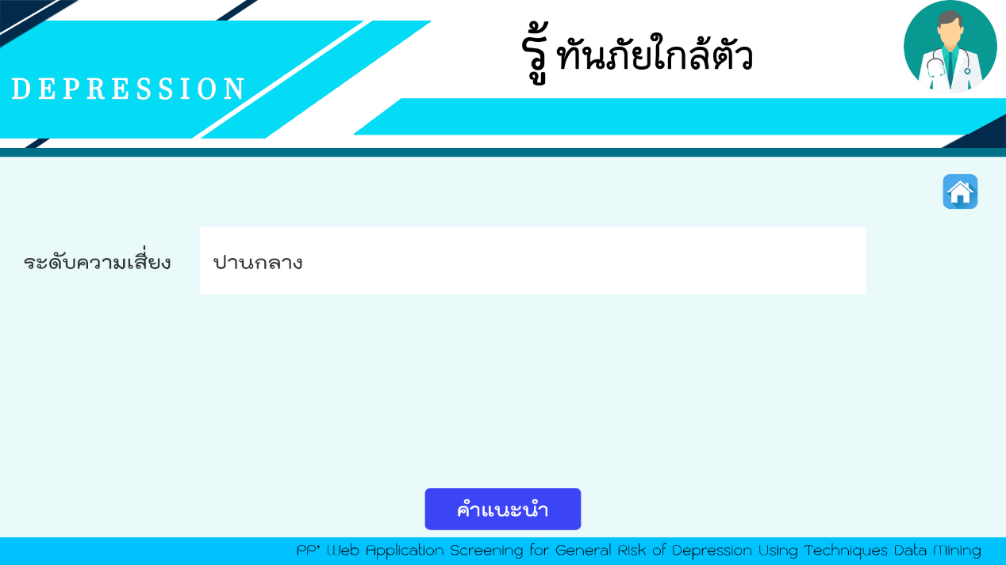 รู้ ทันภัยใกล้ตัว
DEPRESSION
ระดับความเสี่ยง ปานกลาง
คำแนะนำ
PP' Web Application Screening for General Risk of Depression Using Techniques Data Mining